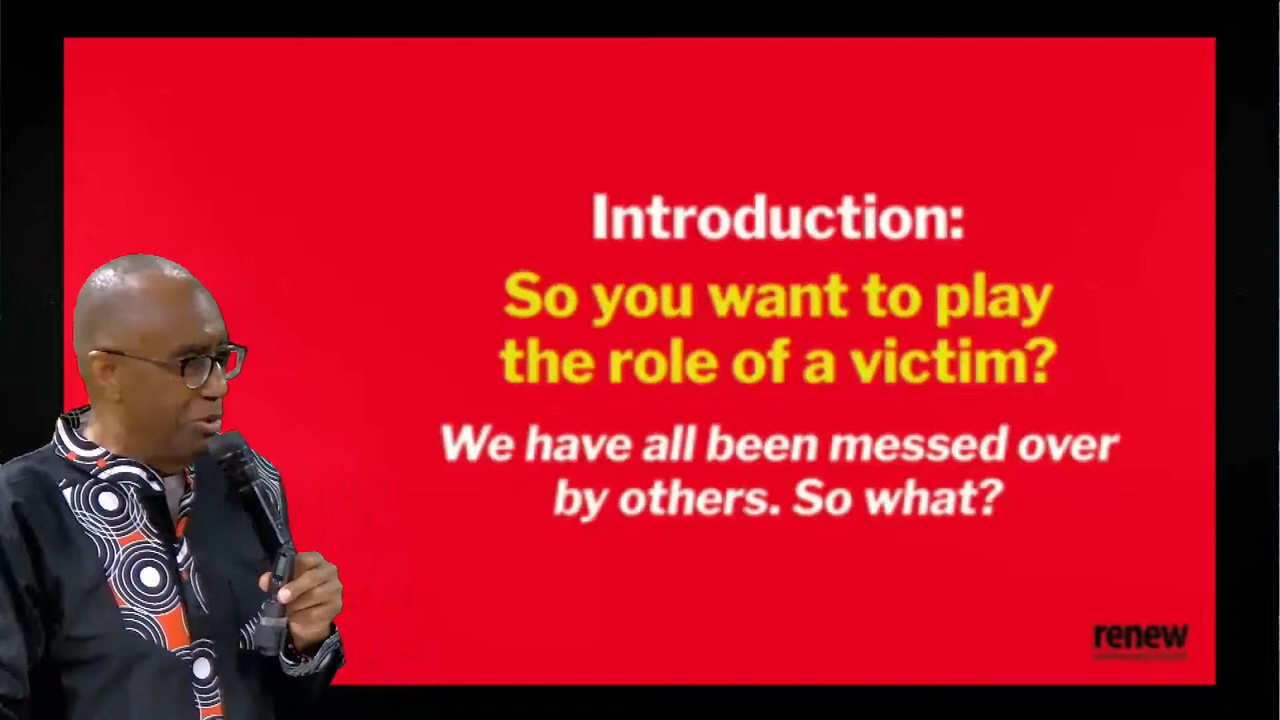 Introduction:
So you want to play
the role of a victim?
We have all been messed over
by others. So what?
renew